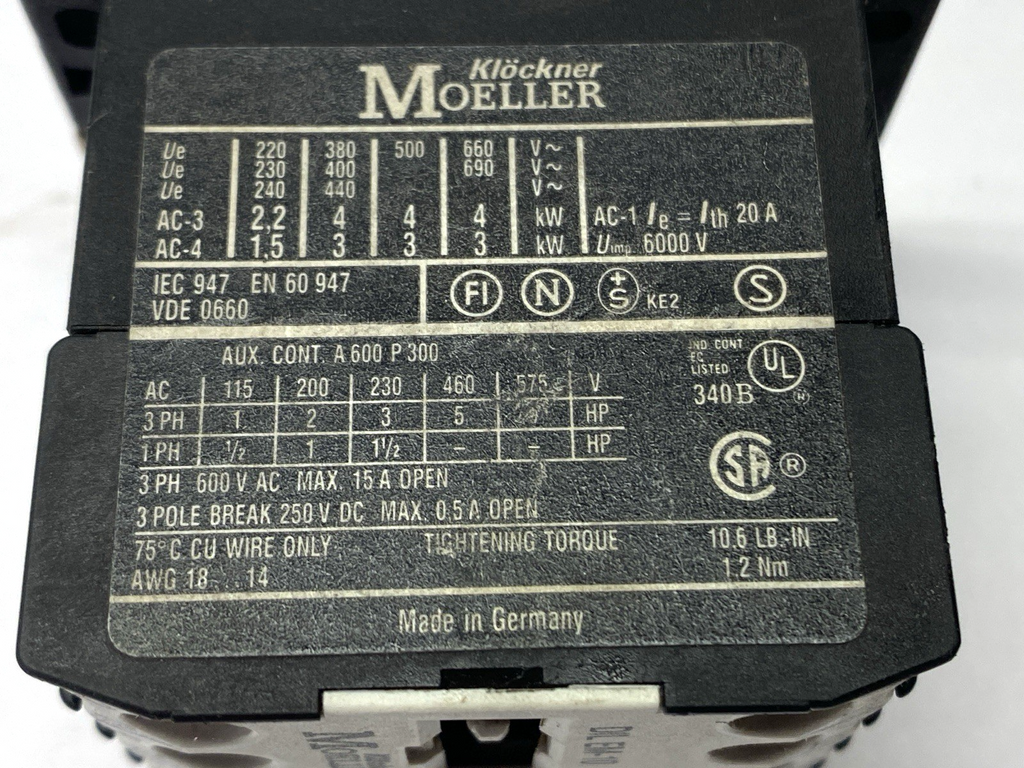 Klöckner
MOELLER
Ue 220 380 500 660 V~
Ue 230 400 690 V~
Ue 240 440 V~
AC-3 2,2 4 4 4 kW AC-1 Ie = Ith 20 A
AC-4 1,5 3 3 3 kW Uimp 6000 V
IEC 947 EN 60 947
VDE 0660
FI N +S KE2 S
AUX. CONT. A 600 P 300
IND CONT
EC
LISTED UL
340B
AC 115 200 230 460 575 V
3 PH 1 2 3 5 HP
1 PH 1/2 1 1 1/2 – – HP
SA ®
3 PH 600 V AC MAX. 15 A OPEN
3 POLE BREAK 250 V DC MAX. 0.5 A OPEN
75°C CU WIRE ONLY TIGHTENING TORQUE 10.6 LB.-IN
AWG 18...14 1.2 Nm
Made in Germany